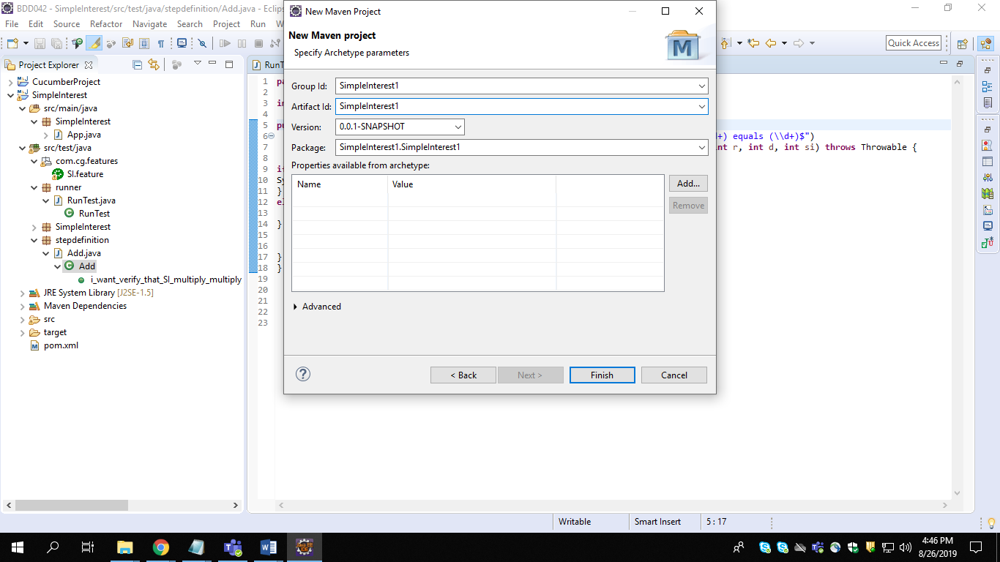 BDD042 - SimpleInterest/src/test/java/stepdefinition/Add.java - Eclips
File Edit Source Refactor Navigate Search Project Run W
Quick Access
Project Explorer
CucumberProject
SimpleInterest
src/main/java
SimpleInterest
App.java
src/test/java
com.cg.features
SI.feature
runner
RunTest.java
RunTest
SimpleInterest
stepdefinition
Add.java
Add
i_want_verify_that_SI_multiply_multiply
JRE System Library [J2SE-1.5]
Maven Dependencies
src
target
pom.xml
RunT
1 pa
2
3 im
4
5 pu
6 d+) equals (\\d+)$")
7 int r, int d, int si) throws Throwable {
8
9 if
10 Sy
11 }
12 el
13
14 }
15
16
17 }
18 }
19
20
21
22
23
New Maven Project
New Maven project
Specify Archetype parameters
M
Group Id: SimpleInterest1
Artifact Id: SimpleInterest1
Version: 0.0.1-SNAPSHOT
Package: SimpleInterest1.SimpleInterest1
Properties available from archetype:
Name Value
Add...
Remove
Advanced
? < Back Next > Finish Cancel
Writable Smart Insert 5 : 17
4:46 PM
8/26/2019